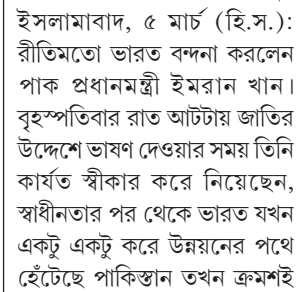 ইসলামাবাদ, ৫ মার্চ (হি.স.):
রীতিমতো ভারত বন্দনা করলেন
পাক প্রধানমন্ত্রী ইমরান খান।
বৃহস্পতিবার রাত আটটায় জাতির
উদ্দেশে ভাষণ দেওয়ার সময় তিনি
কার্যত স্বীকার করে নিয়েছেন,
স্বাধীনতার পর থেকে ভারত যখন
একটু একটু করে উন্নয়নের পথে
হেঁটেছে পাকিস্তান তখন ক্রমশই